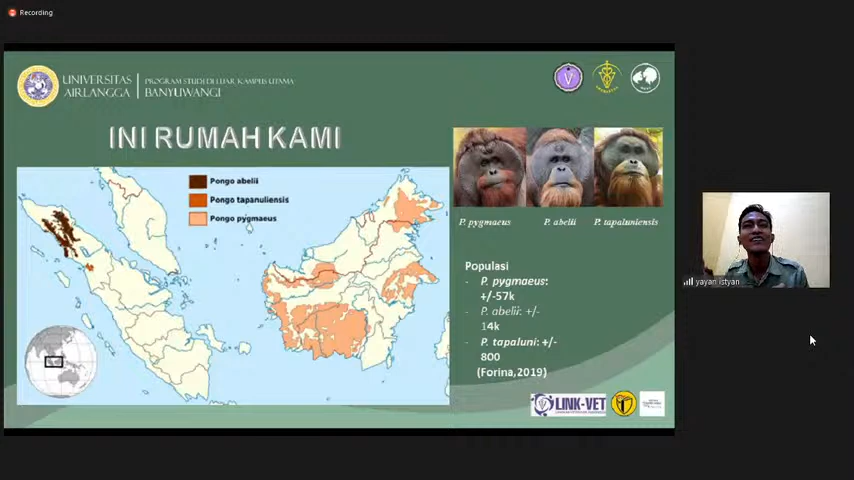 Recording
UNIVERSITAS
AIRLANGGA
PROGRAM STUDI DI LUAR KAMPUS UTAMA
BANYUWANGI
INI RUMAH KAMI
Pongo abelii
Pongo tapanuliensis
Pongo pygmaeus
P. pygmaeus
P. abelii
P. tapaluniensis
Populasi
- P. pygmaeus:
+/-57k
- P. abelii: +/-
14k
- P. tapaluni: +/-
800
(Forina,2019)
LINK-VET
yayan istyan